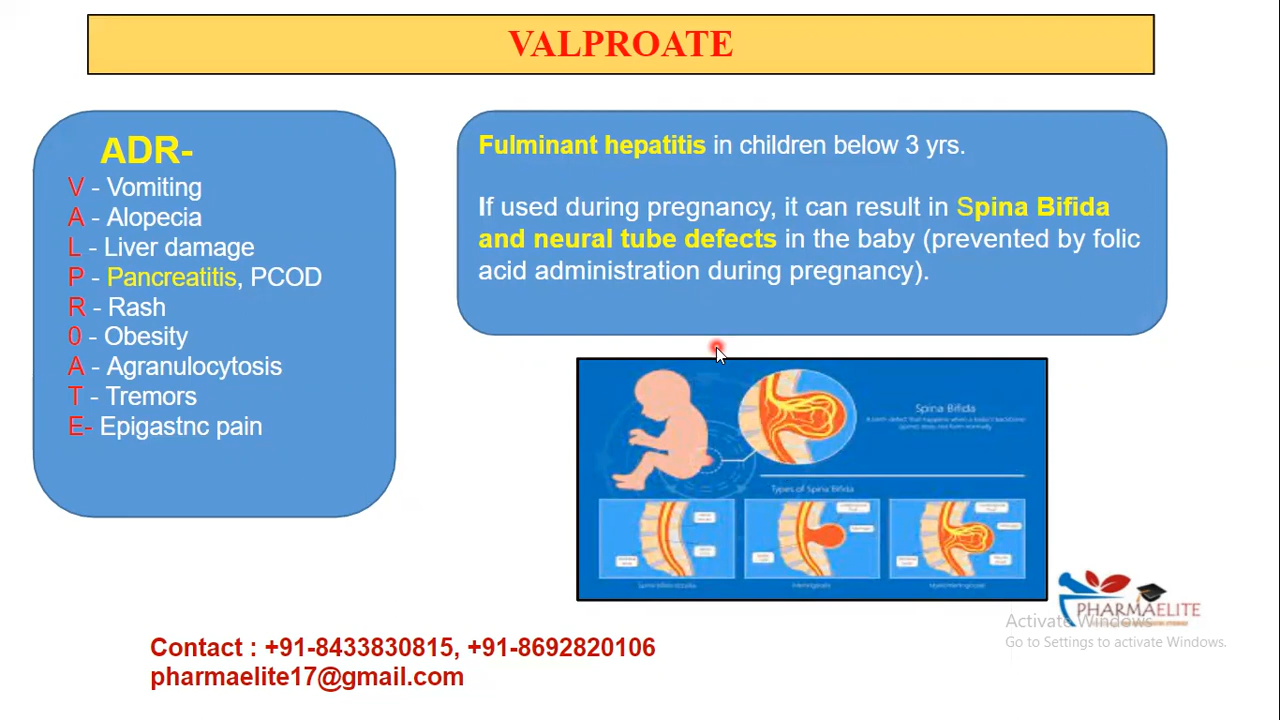 VALPROATE
ADR-
V - Vomiting
A - Alopecia
L - Liver damage
P - Pancreatitis, PCOD
R - Rash
0 - Obesity
A - Agranulocytosis
T - Tremors
E- Epigastnc pain
Fulminant hepatitis in children below 3 yrs.
If used during pregnancy, it can result in Spina Bifida
and neural tube defects in the baby (prevented by folic
acid administration during pregnancy).
Spina Bifida
Types of Spina Bifida
PHARMAELITE
Activate Windows
Go to Settings to activate Windows.
Contact : +91-8433830815, +91-8692820106
pharmaelite17@gmail.com